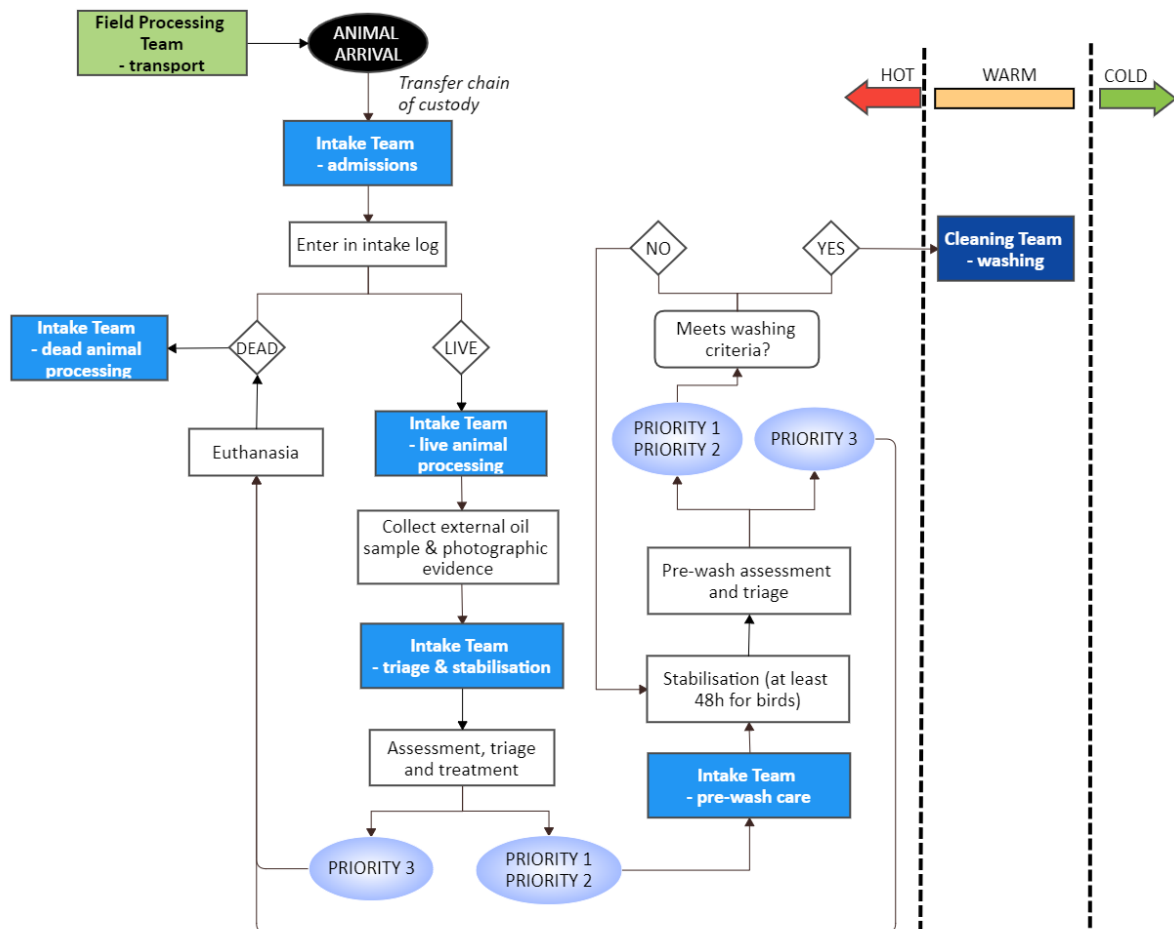 Field Processing
Team
- transport
ANIMAL
ARRIVAL
Transfer chain
of custody
Intake Team
- admissions
Enter in intake log
DEAD
LIVE
Intake Team
- dead animal
processing
Euthanasia
Intake Team
- live animal
processing
Collect external oil
sample & photographic
evidence
Intake Team
- triage & stabilisation
Assessment, triage
and treatment
PRIORITY 3
PRIORITY 1
PRIORITY 2
Intake Team
- pre-wash care
Stabilisation (at least
48h for birds)
Pre-wash assessment
and triage
PRIORITY 1
PRIORITY 2
PRIORITY 3
Meets washing
criteria?
NO
YES
Cleaning Team
- washing
HOT
WARM
COLD